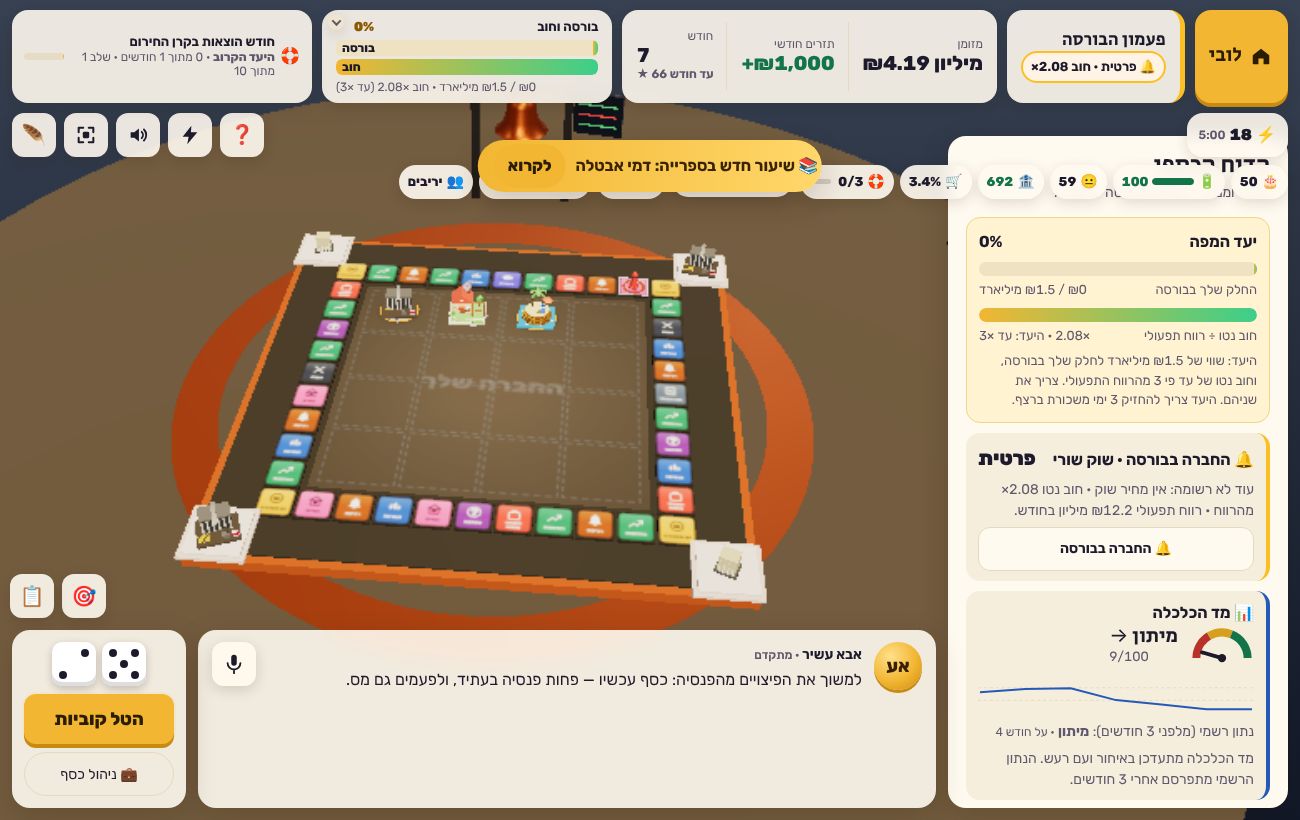 לובי
פעמון הבורסה
🔔 פרטית • חוב 2.08×
מזומן
₪4.19 מיליון
תזרים חודשי
+₪1,000
חודש
7
עד חודש 66 ★
בורסה וחוב
0%
בורסה
חוב
₪0 / ₪1.5 מיליארד • חוב 2.08× (עד 3×)
חודש הוצאות בקרן החירום
היעד הקרוב • 0 מתוך 1 חודשים • שלב 1
מתוך 10
⚡ 18 5:00
50
100
59
692
3.4%
0/3
יריבים
📚 שיעור חדש בספרייה: דמי אבטלה
לקרוא
יעד המפה
0%
החלק שלך בבורסה
₪0 / ₪1.5 מיליארד
חוב נטו ÷ רווח תפעולי
2.08× • היעד: עד 3×
היעד: שווי של ₪1.5 מיליארד לחלק שלך בבורסה,
וחוב נטו של עד פי 3 מהרווח התפעולי. צריך את
שניהם. היעד צריך להחזיק 3 ימי משכורת ברצף.
🔔 החברה בבורסה • שוק שורי
פרטית
עוד לא רשומה: אין מחיר שוק • חוב נטו 2.08×
מהרווח • רווח תפעולי ₪12.2 מיליון בחודש.
🔔 החברה בבורסה
📊 מד הכלכלה
מיתון →
9/100
נתון רשמי (מלפני 3 חודשים): מיתון • על חודש 4
מד הכלכלה מתעדכן באיחור ועם רעש. הנתון
הרשמי מתפרסם אחרי 3 חודשים.
החברה שלך
אע
אבא עשיר • מתקדם
למשוך את הפיצויים מהפנסיה: כסף עכשיו — פחות פנסיה בעתיד, ולפעמים גם מס.
הטל קוביות
💼 ניהול כסף